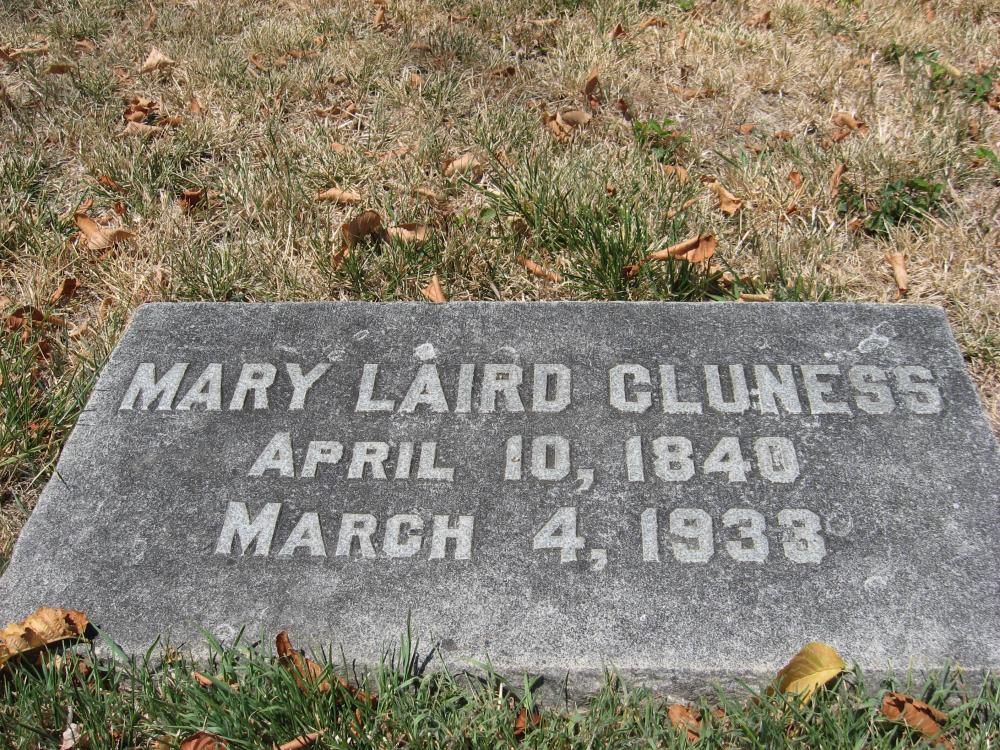 MARY LAIRD CLUNESS
APRIL 10, 1840
MARCH 4, 1933